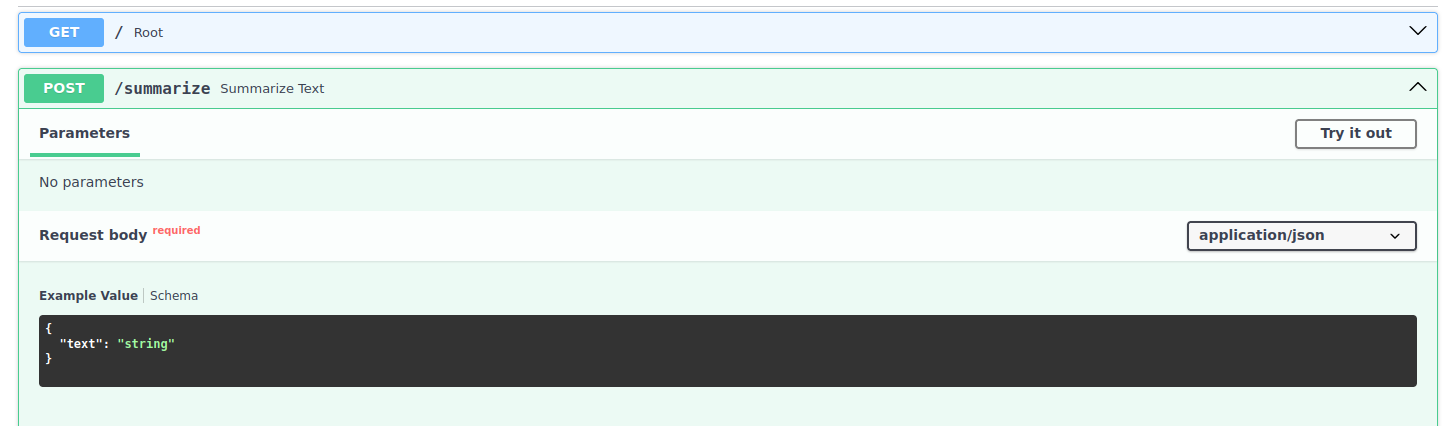 GET / Root
POST /summarize Summarize Text
Parameters Try it out
No parameters
Request body required application/json
Example Value Schema
{
  "text": "string"
}